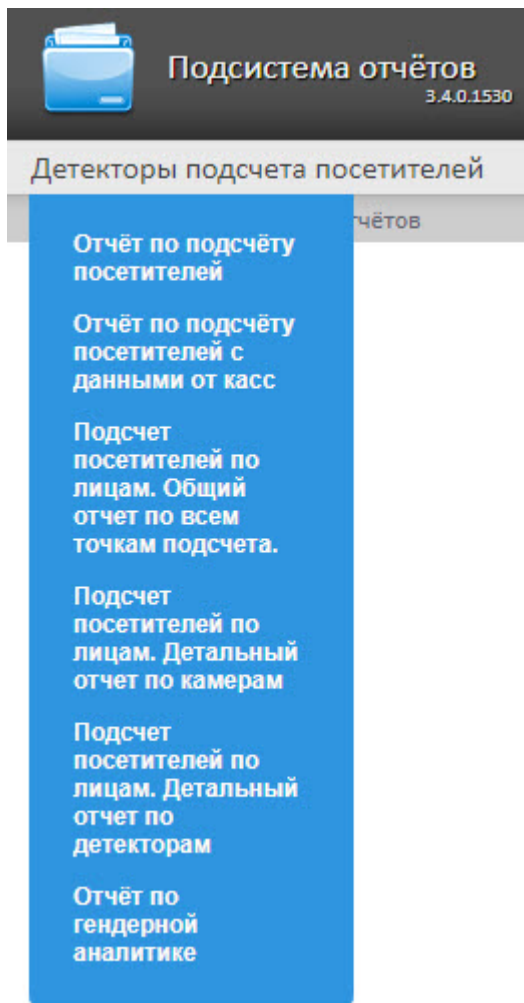 Подсистема отчётов
3.4.0.1530
Детекторы подсчета посетителей
Отчёт по подсчёту
посетителей
Отчёт по подсчёту
посетителей с
данными от касс
Подсчет
посетителей по
лицам. Общий
отчет по всем
точкам подсчета.
Подсчет
посетителей по
лицам. Детальный
отчет по камерам
Подсчет
посетителей по
лицам. Детальный
отчет по
детекторам
Отчёт по
гендерной
аналитике